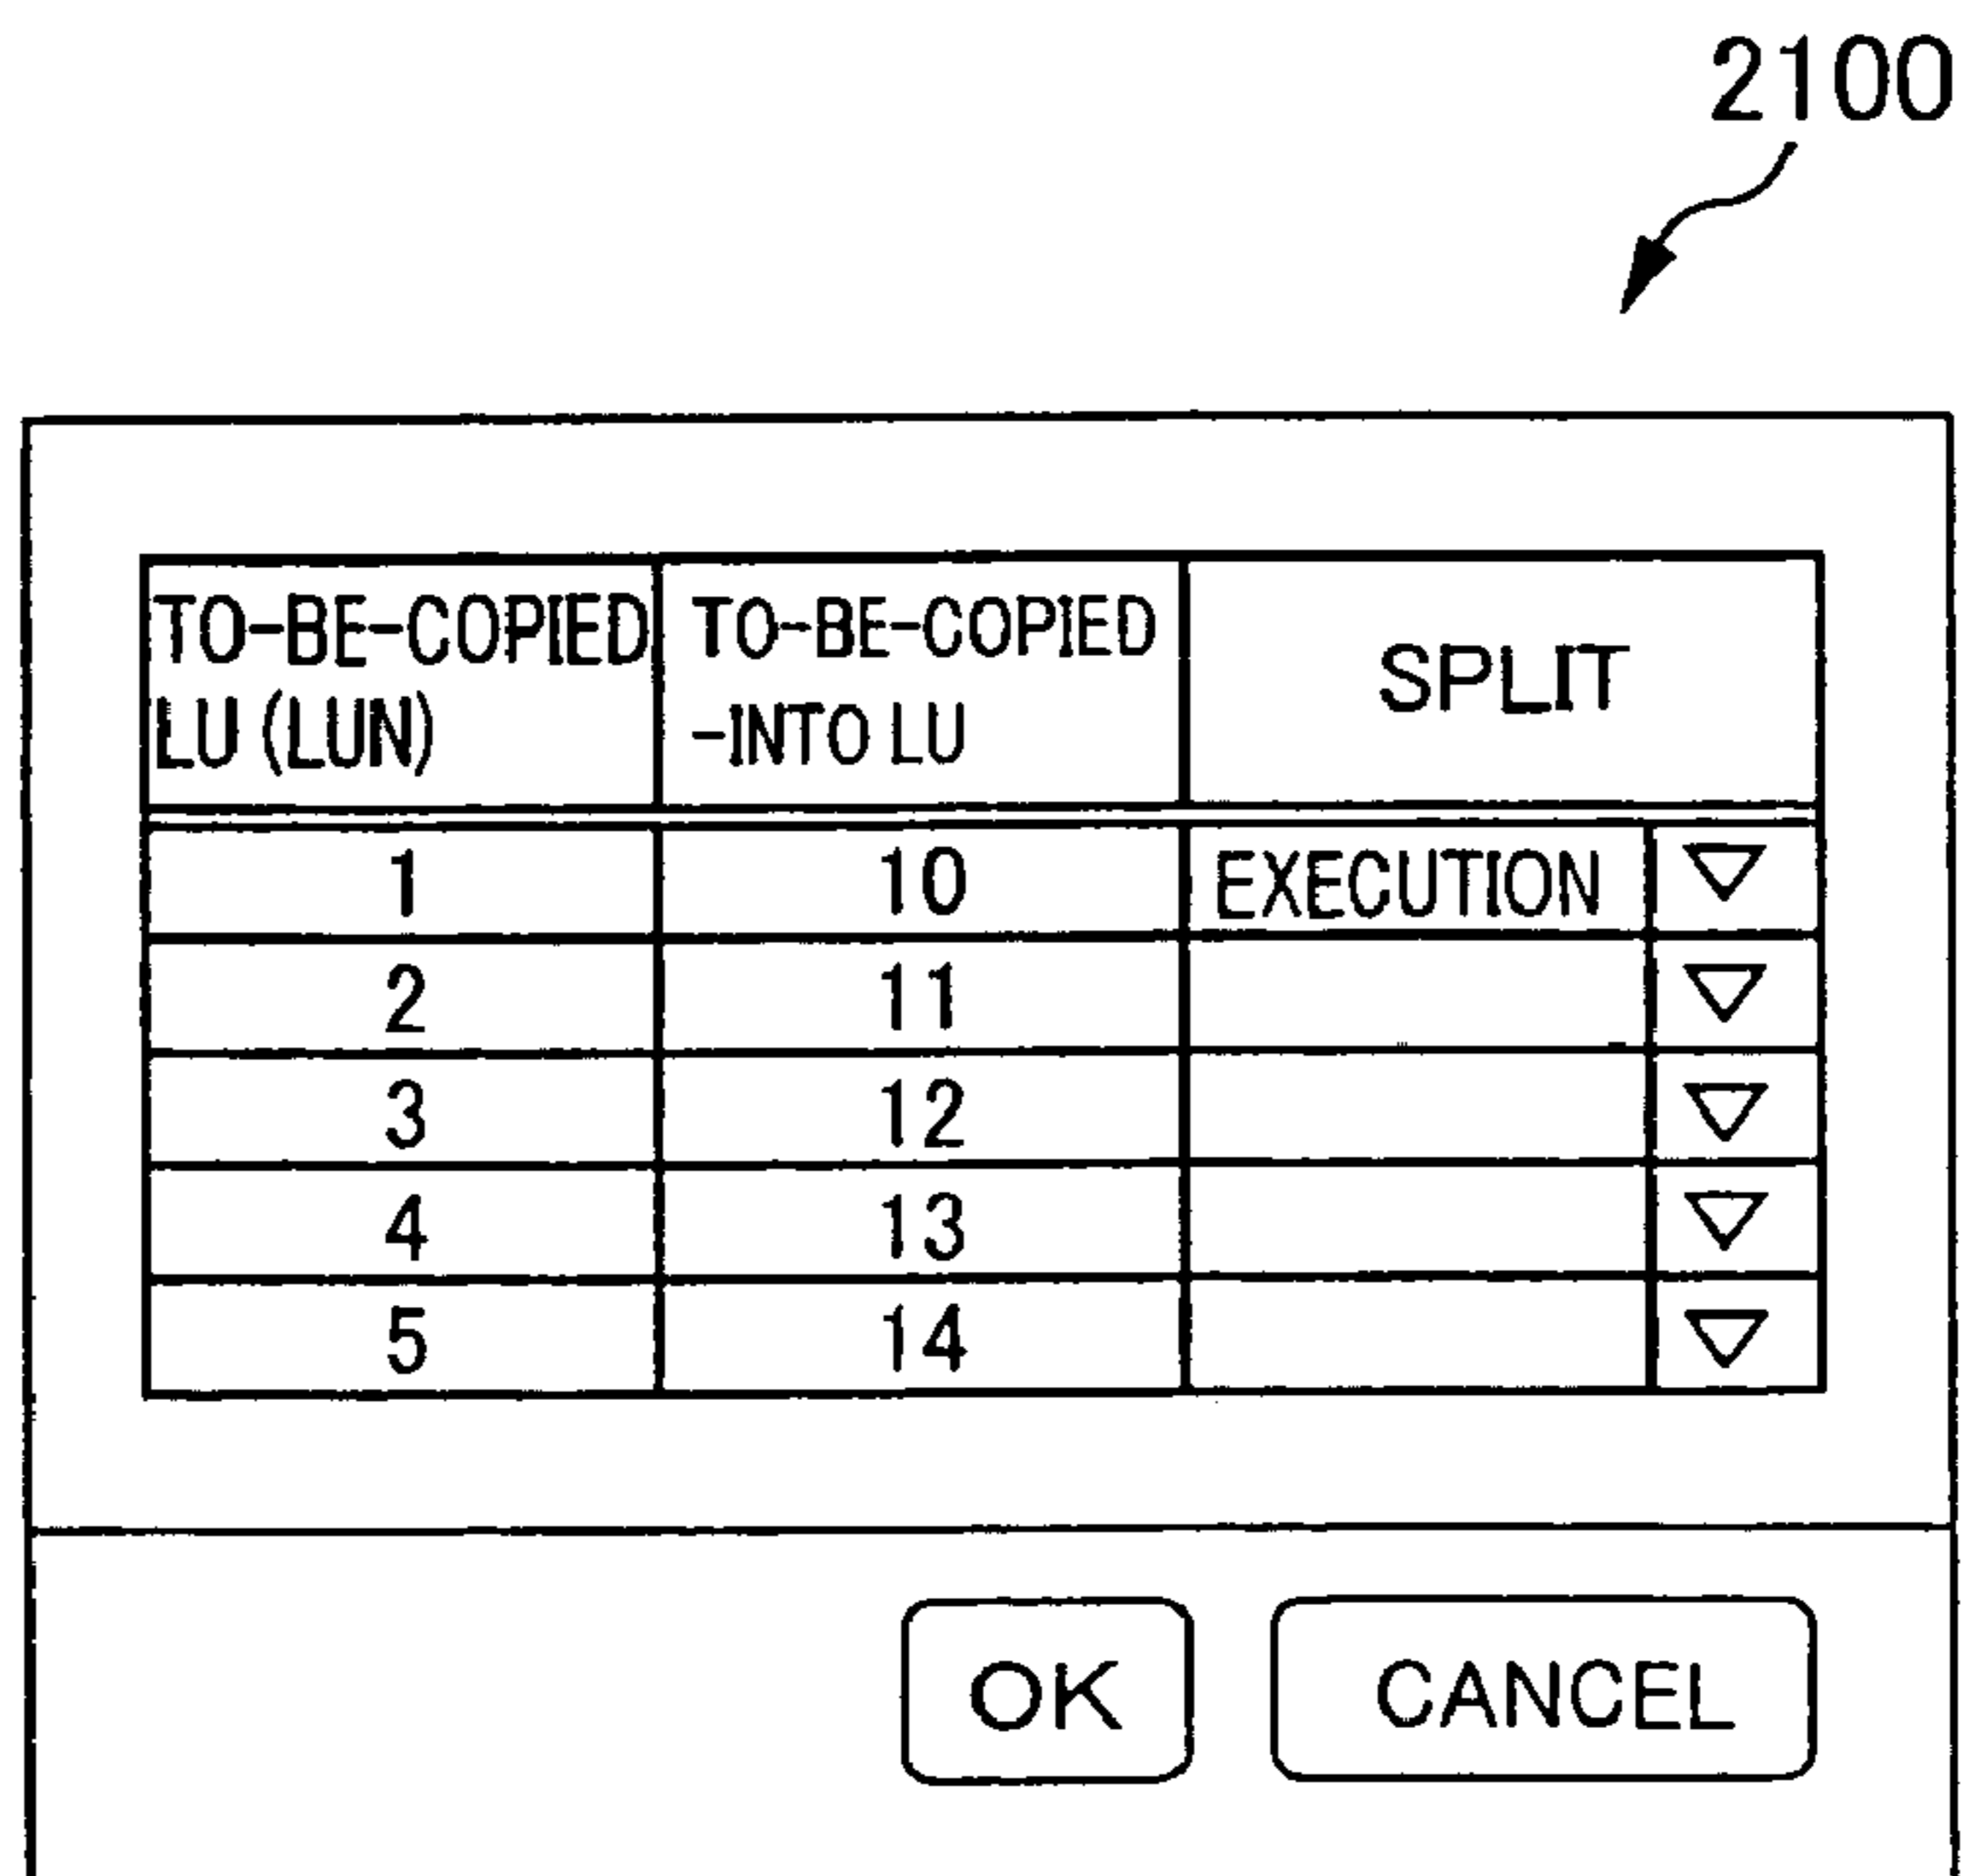 2100
TO-BE-COPIED LU (LUN) TO-BE-COPIED -INTO LU SPLIT
1 10 EXECUTION ▽
2 11 ▽
3 12 ▽
4 13 ▽
5 14 ▽
OK CANCEL